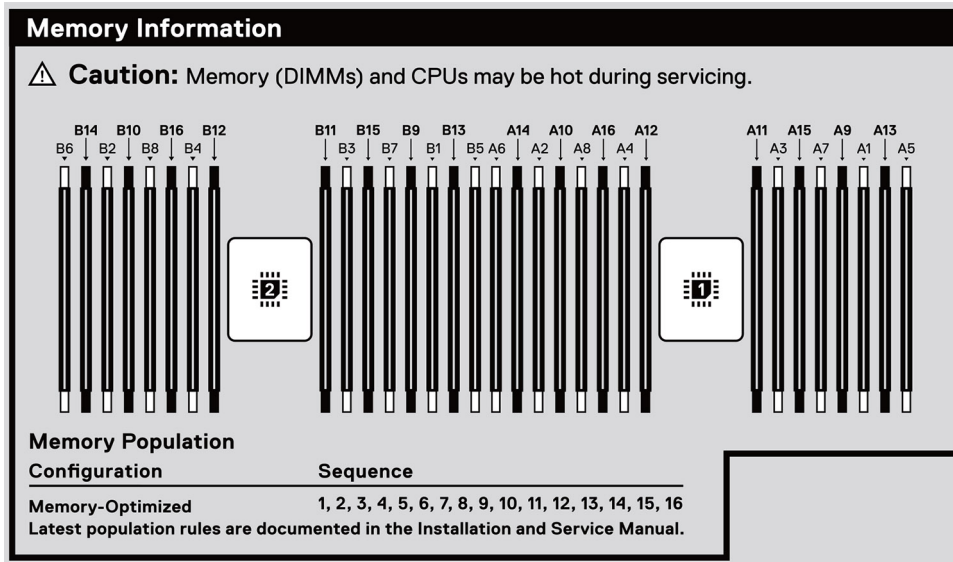 Memory Information
Caution: Memory (DIMMs) and CPUs may be hot during servicing.
B14 B10 B16 B12 B11 B15 B9 B13 A14 A10 A16 A12 A11 A15 A9 A13
B6 B2 B8 B4 B3 B7 B1 B5 A6 A2 A8 A4 A3 A7 A1 A5
2 1
Memory Population
Configuration Sequence
Memory-Optimized 1, 2, 3, 4, 5, 6, 7, 8, 9, 10, 11, 12, 13, 14, 15, 16
Latest population rules are documented in the Installation and Service Manual.